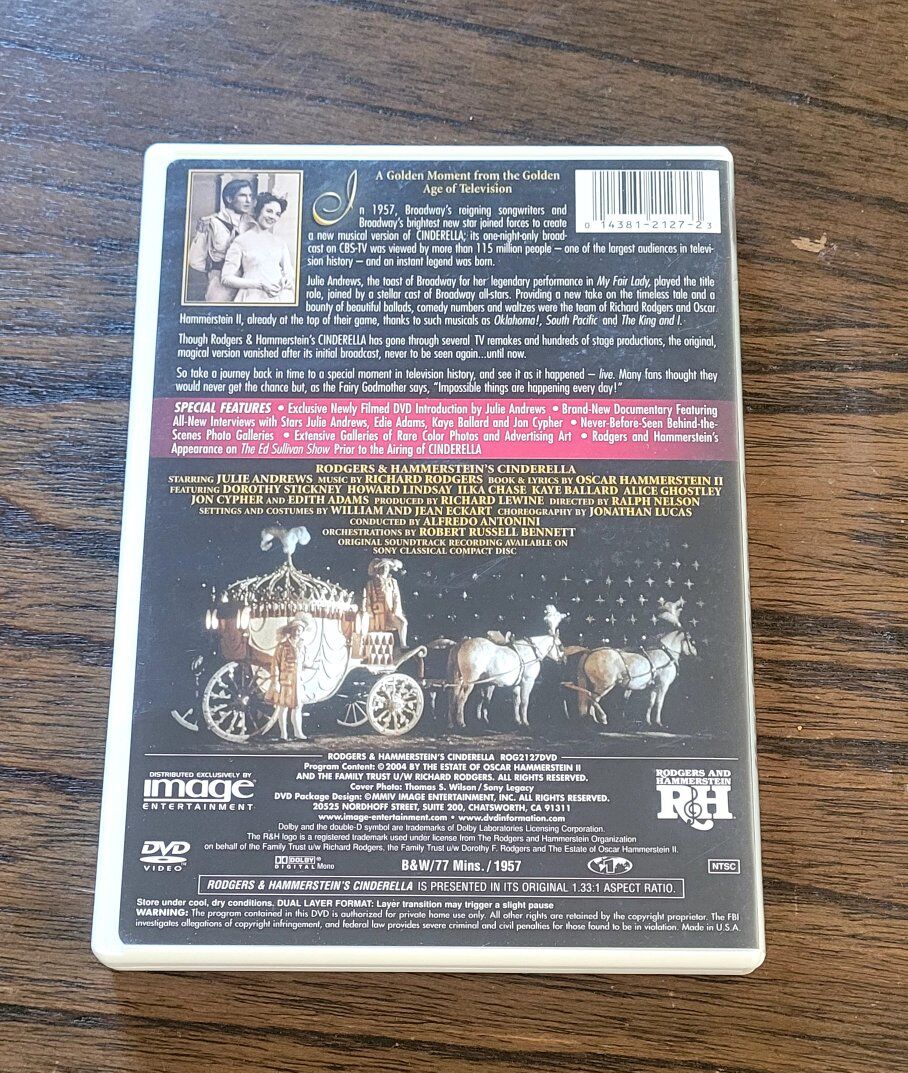 A Golden Moment from the Golden
Age of Television
0 14381-2127-2 3
In 1957, Broadway's reigning songwriters and
Broadway's brightest new star joined forces to create
a new musical version of CINDERELLA; its one-night-only broad-
cast on CBS-TV was viewed by more than 115 million people – one of the largest audiences in televi-
sion history – and an instant legend was born.
Julie Andrews, the toast of Broadway for her legendary performance in My Fair Lady, played the title
role, joined by a stellar cast of Broadway all-stars. Providing a new take on the timeless tale and a
bounty of beautiful ballads, comedy numbers and waltzes were the team of Richard Rodgers and Oscar
Hammerstein II, already at the top of their game, thanks to such musicals as Oklahoma!, South Pacific and The King and I.
Though Rodgers & Hammerstein's CINDERELLA has gone through several TV remakes and hundreds of stage productions, the original,
magical version vanished after its initial broadcast, never to be seen again...until now.
So take a journey back in time to a special moment in television history, and see it as it happened – live. Many fans thought they
would never get the chance but, as the Fairy Godmother says, "Impossible things are happening every day!"
SPECIAL FEATURES • Exclusive Newly Filmed DVD Introduction by Julie Andrews • Brand-New Documentary Featuring
All-New Interviews with Stars Julie Andrews, Edie Adams, Kaye Ballard and Jon Cypher • Never-Before-Seen Behind-the-
Scenes Photo Galleries • Extensive Galleries of Rare Color Photos and Advertising Art • Rodgers and Hammerstein's
Appearance on The Ed Sullivan Show Prior to the Airing of CINDERELLA
RODGERS & HAMMERSTEIN'S CINDERELLA
STARRING JULIE ANDREWS MUSIC BY RICHARD RODGERS BOOK & LYRICS BY OSCAR HAMMERSTEIN II
FEATURING DOROTHY STICKNEY HOWARD LINDSAY ILKA CHASE KAYE BALLARD ALICE GHOSTLEY
JON CYPHER AND EDITH ADAMS PRODUCED BY RICHARD LEWINE DIRECTED BY RALPH NELSON
SETTINGS AND COSTUMES BY WILLIAM AND JEAN ECKART CHOREOGRAPHY BY JONATHAN LUCAS
CONDUCTED BY ALFREDO ANTONINI
ORCHESTRATIONS BY ROBERT RUSSELL BENNETT
ORIGINAL SOUNDTRACK RECORDING AVAILABLE ON
SONY CLASSICAL COMPACT DISC
RODGERS & HAMMERSTEIN'S CINDERELLA ROG2127DVD
Program Content: © 2004 BY THE ESTATE OF OSCAR HAMMERSTEIN II
AND THE FAMILY TRUST U/W RICHARD RODGERS. ALL RIGHTS RESERVED.
Cover Photo: Thomas S. Wilson / Sony Legacy
DVD Package Design: ©MMIV IMAGE ENTERTAINMENT, INC. ALL RIGHTS RESERVED.
20525 NORDHOFF STREET, SUITE 200, CHATSWORTH, CA 91311
www.image-entertainment.com • www.dvdinformation.com
DISTRIBUTED EXCLUSIVELY BY
image
ENTERTAINMENT
RODGERS AND
HAMMERSTEIN
R&H
Dolby and the double-D symbol are trademarks of Dolby Laboratories Licensing Corporation.
The R&H logo is a registered trademark used under license from The Rodgers and Hammerstein Organization
on behalf of the Family Trust u/w Richard Rodgers, the Family Trust u/w Dorothy F. Rodgers and The Estate of Oscar Hammerstein II.
DVD
VIDEO
DOLBY
DIGITAL Mono
B&W/77 Mins./1957
1
NTSC
RODGERS & HAMMERSTEIN'S CINDERELLA IS PRESENTED IN ITS ORIGINAL 1.33:1 ASPECT RATIO.
Store under cool, dry conditions. DUAL LAYER FORMAT: Layer transition may trigger a slight pause
WARNING: The program contained in this DVD is authorized for private home use only. All other rights are retained by the copyright proprietor. The FBI
investigates allegations of copyright infringement, and federal law provides severe criminal and civil penalties for those found to be in violation. Made in U.S.A.